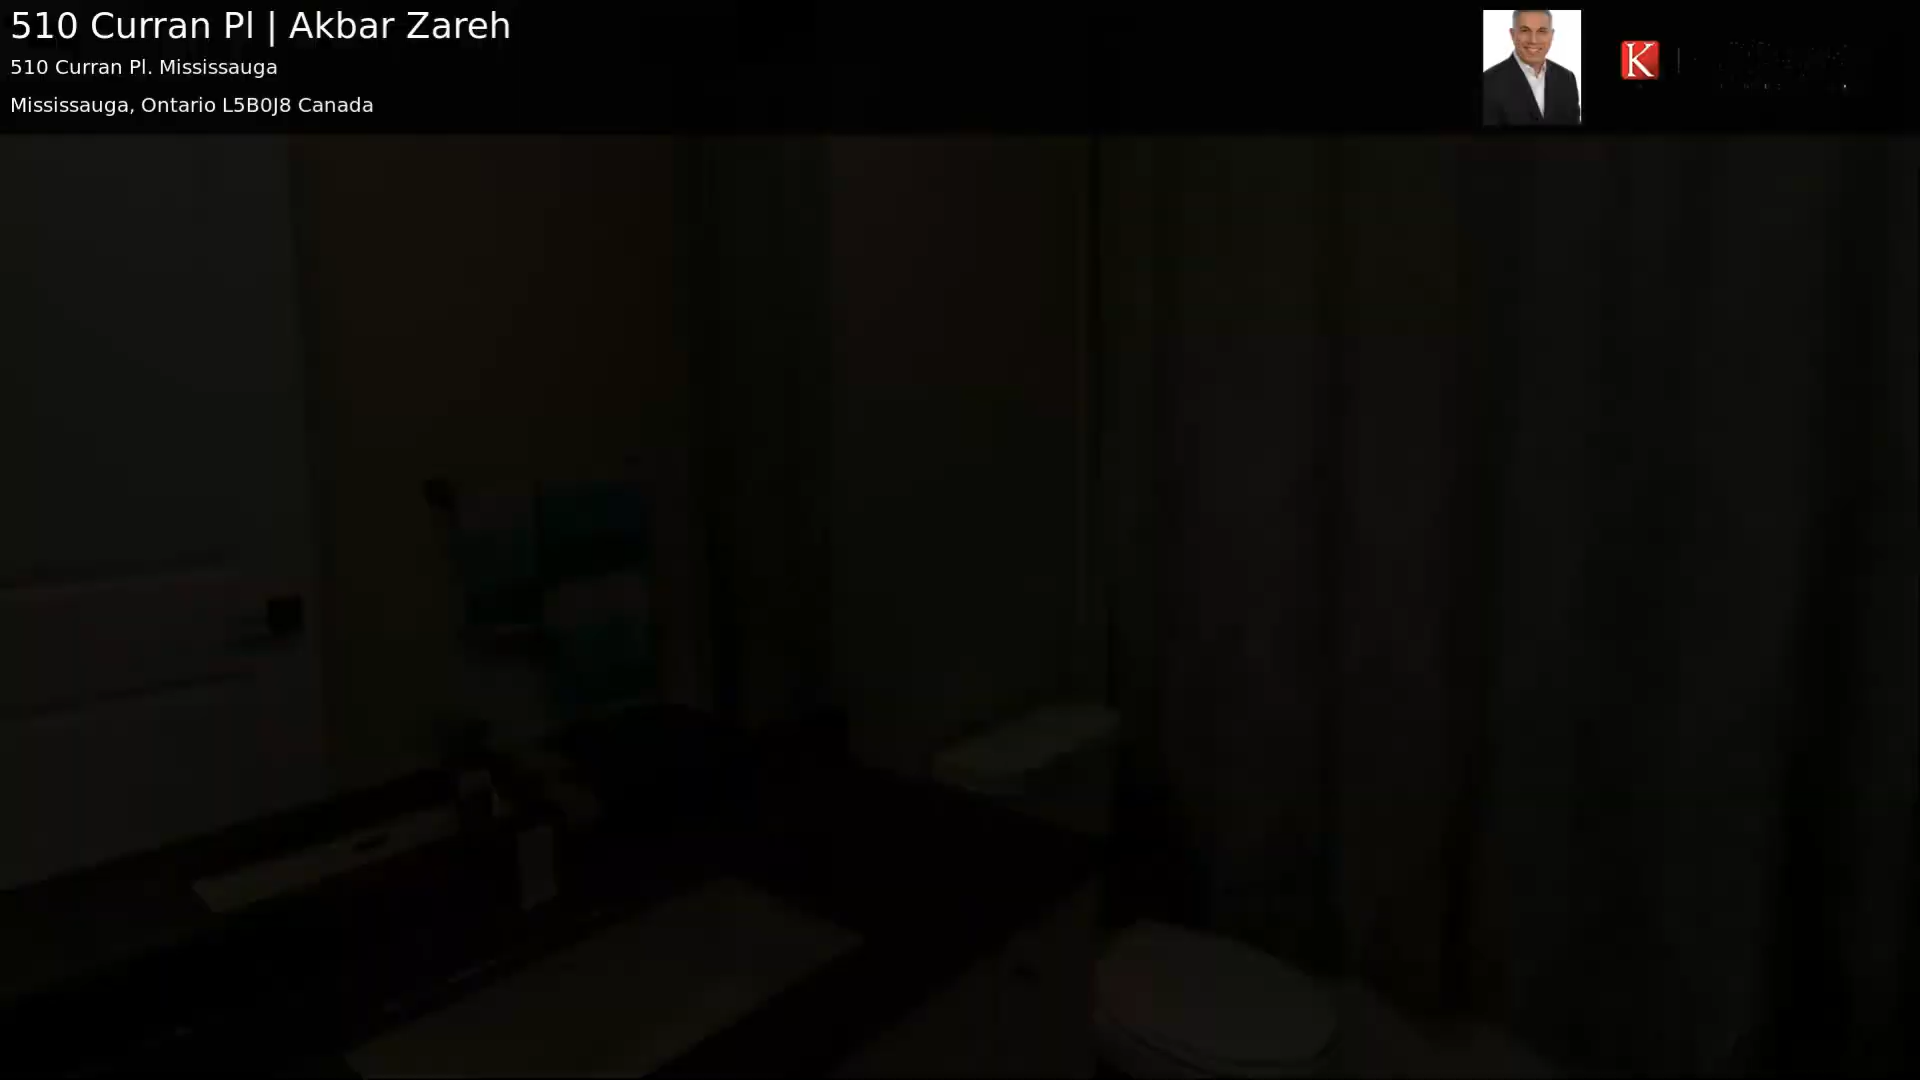 510 Curran Pl | Akbar Zareh
510 Curran Pl. Mississauga
Mississauga, Ontario L5B0J8 Canada
K